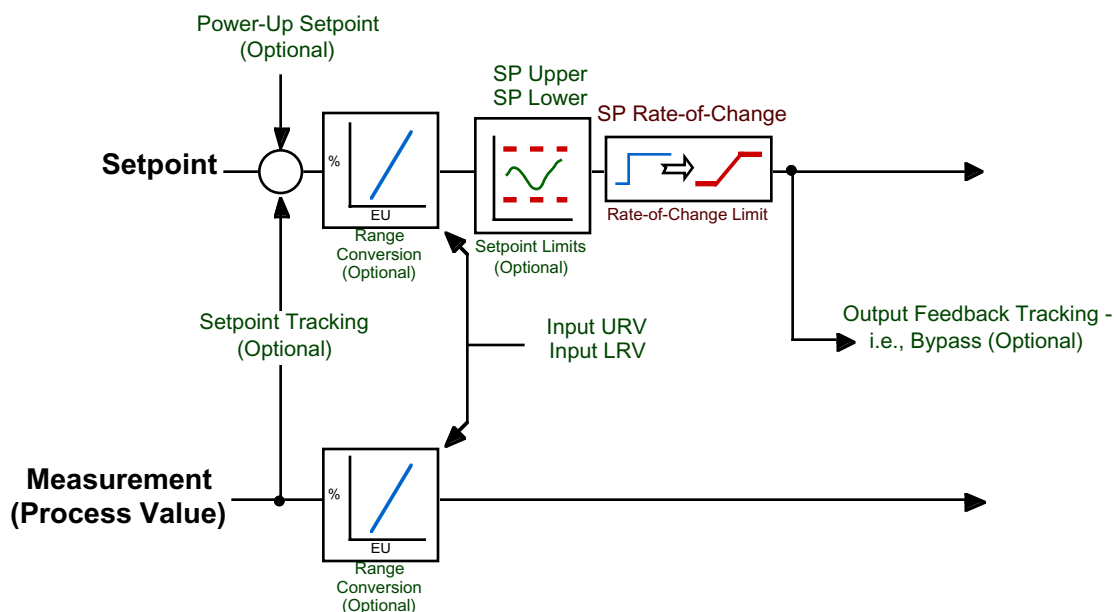 Power-Up Setpoint
(Optional)
SP Upper
SP Lower
SP Rate-of-Change
Setpoint
%
EU
Range
Conversion
(Optional)
Setpoint Limits
(Optional)
Rate-of-Change Limit
Setpoint Tracking
(Optional)
Input URV
Input LRV
Output Feedback Tracking -
i.e., Bypass (Optional)
Measurement
(Process Value)
%
EU
Range
Conversion
(Optional)